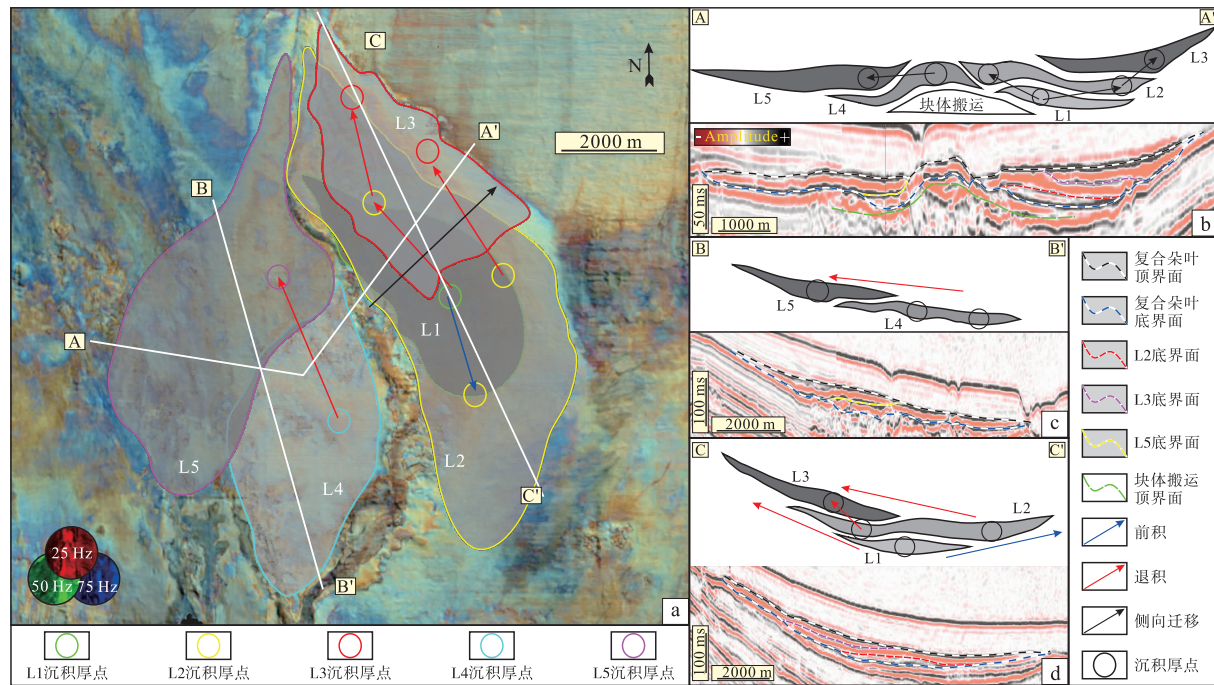 C
N
L3
A'
2000 m
B
L1
A
L5
L2
L4
C'
25 Hz
50 Hz
75 Hz
B'
a
L1沉积厚点
L2沉积厚点
L3沉积厚点
L4沉积厚点
L5沉积厚点
A
A'
L3
L5
L4
块体搬运
L2
L1
- Amplitude +
50 ms
1000 m
b
B
B'
L5
L4
100 ms
2000 m
c
C
C'
L3
L2
L1
100 ms
2000 m
d
复合朵叶
顶界面
复合朵叶
底界面
L2底界面
L3底界面
L5底界面
块体搬运
顶界面
前积
退积
侧向迁移
沉积厚点